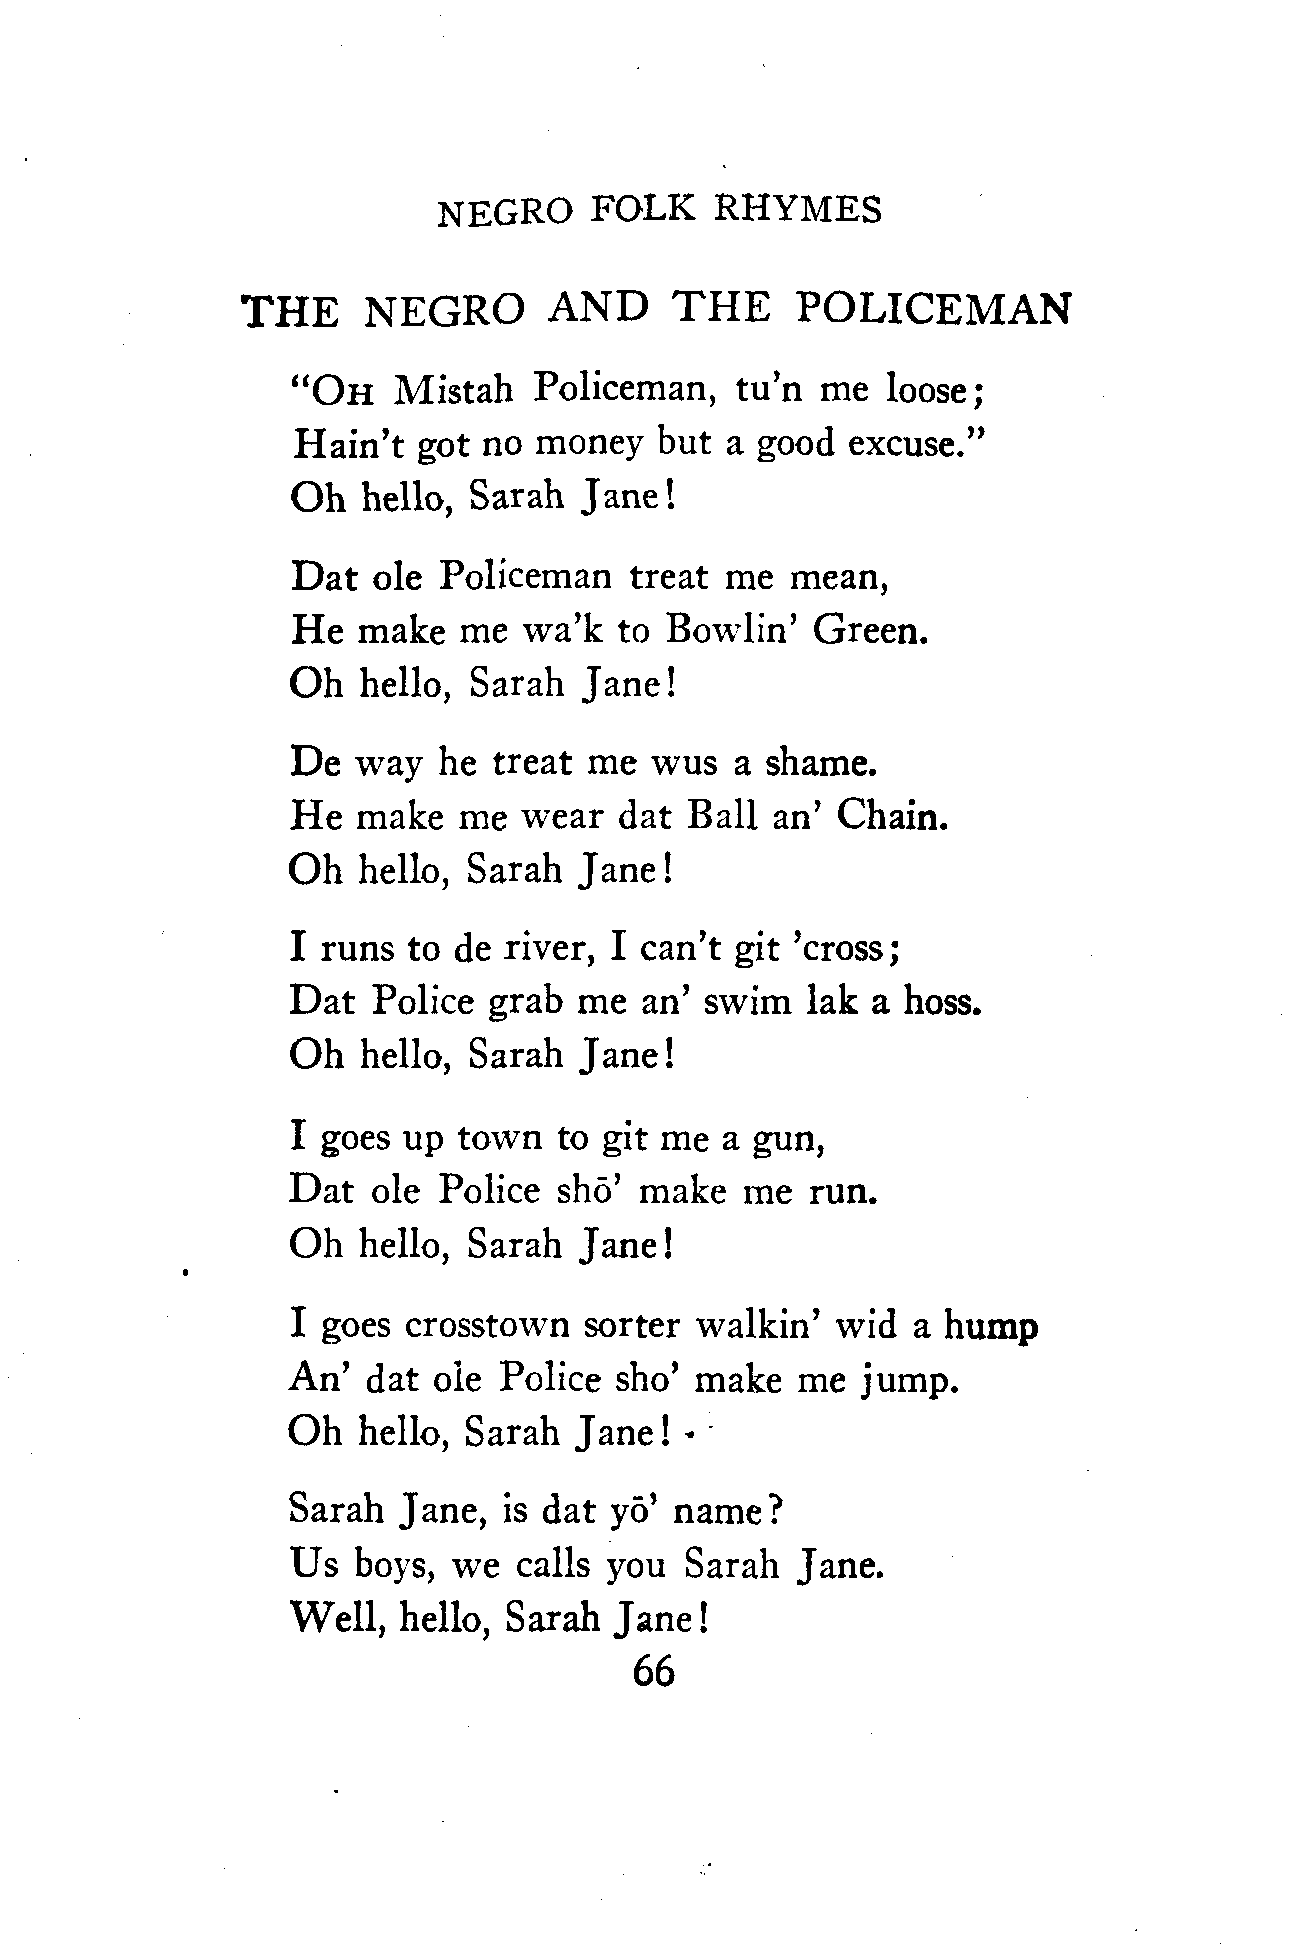 NEGRO FOLK RHYMES
THE NEGRO AND THE POLICEMAN
“OH Mistah Policeman, tu’n me loose;
Hain’t got no money but a good excuse.”
Oh hello, Sarah Jane!
Dat ole Policeman treat me mean,
He make me wa’k to Bowlin’ Green.
Oh hello, Sarah Jane!
De way he treat me wus a shame.
He make me wear dat Ball an’ Chain.
Oh hello, Sarah Jane!
I runs to de river, I can’t git ’cross;
Dat Police grab me an’ swim lak a hoss.
Oh hello, Sarah Jane!
I goes up town to git me a gun,
Dat ole Police shō’ make me run.
Oh hello, Sarah Jane!
I goes crosstown sorter walkin’ wid a hump
An’ dat ole Police sho’ make me jump.
Oh hello, Sarah Jane!
Sarah Jane, is dat yō’ name?
Us boys, we calls you Sarah Jane.
Well, hello, Sarah Jane!
66